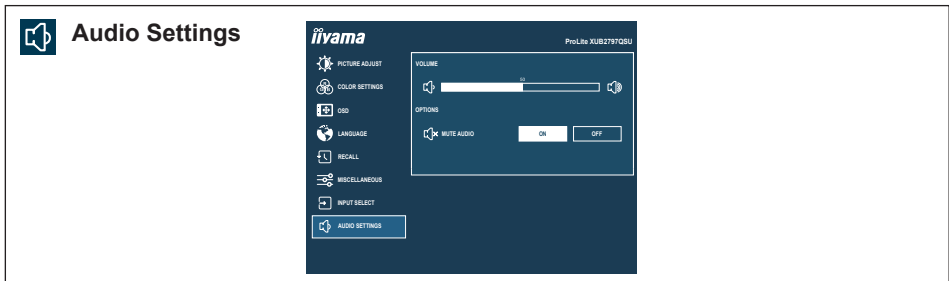 Audio Settings
iiyama
ProLite XUB2797QSU
PICTURE ADJUST
COLOR SETTINGS
OSD
LANGUAGE
RECALL
MISCELLANEOUS
INPUT SELECT
AUDIO SETTINGS
VOLUME
50
OPTIONS
MUTE AUDIO ON OFF